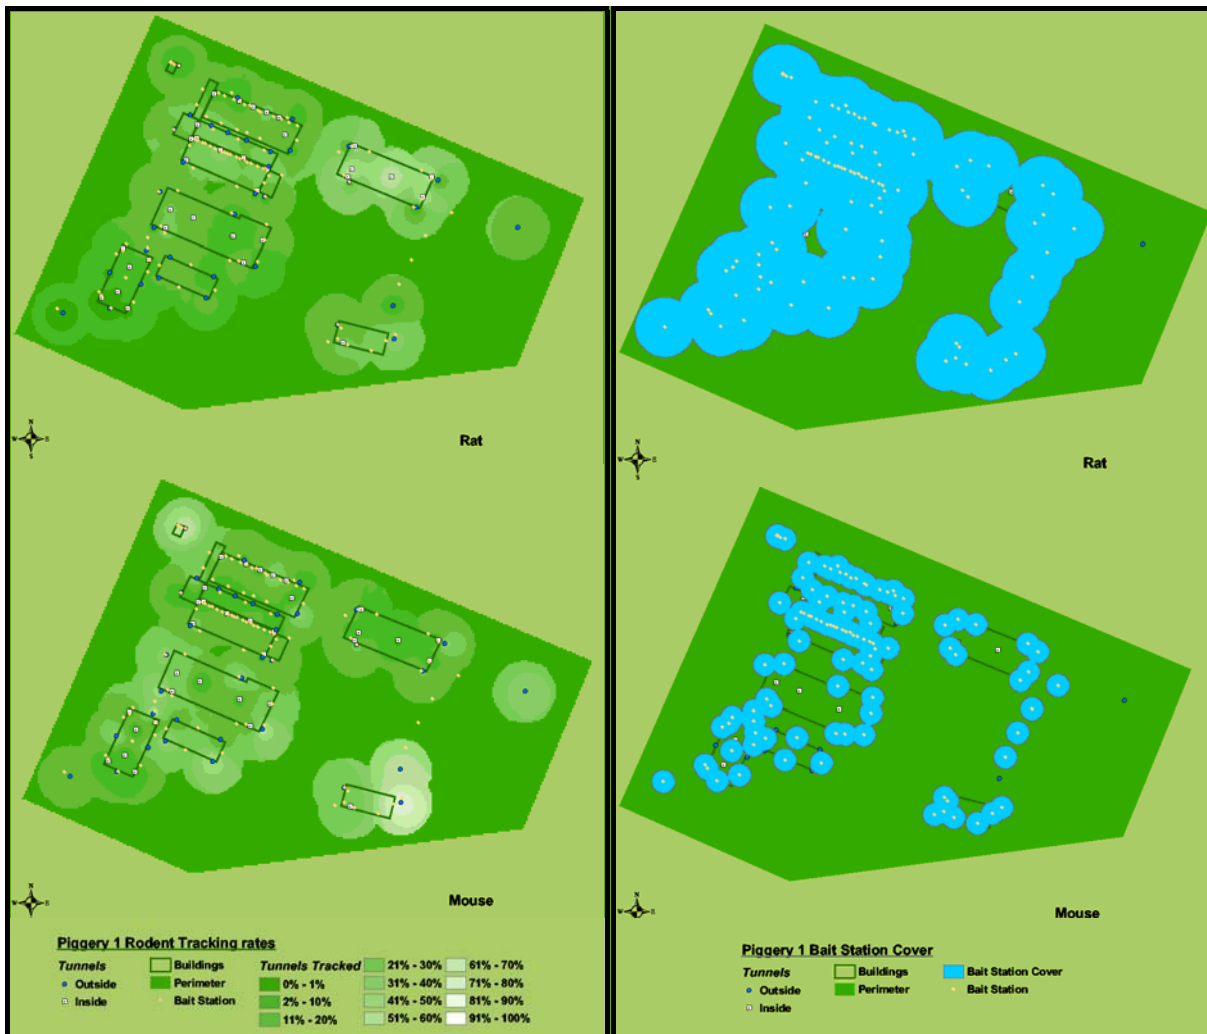 N
W E
S
Rat
N
W E
S
Rat
N
W E
S
Mouse
N
W E
S
Mouse
Piggery 1 Rodent Tracking rates
Tunnels
Outside
Inside
Buildings
Perimeter
Bait Station
Tunnels Tracked
0% - 1%
2% - 10%
11% - 20%
21% - 30%
31% - 40%
41% - 50%
51% - 60%
61% - 70%
71% - 80%
81% - 90%
91% - 100%
Piggery 1 Bait Station Cover
Tunnels
Outside
Inside
Buildings
Perimeter
Bait Station Cover
Bait Station